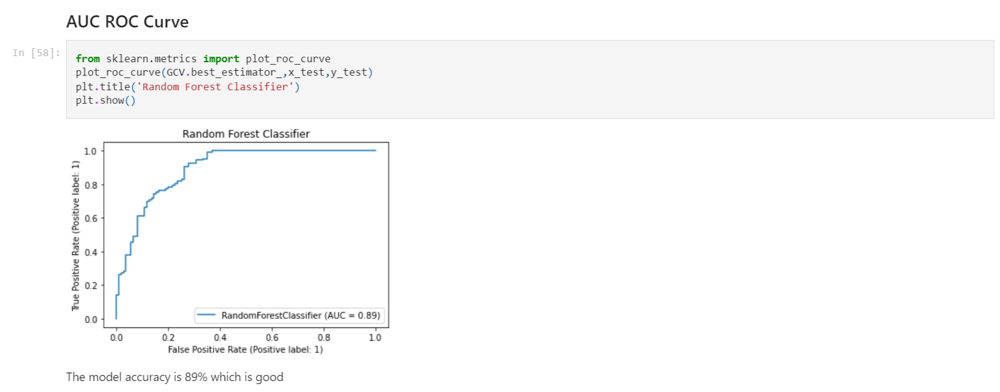 AUC ROC Curve
In [58]:
from sklearn.metrics import plot_roc_curve
plot_roc_curve(GCV.best_estimator_,x_test,y_test)
plt.title('Random Forest Classifier')
plt.show()
Random Forest Classifier
True Positive Rate (Positive label: 1)
1.0
0.8
0.6
0.4
0.2
0.0
RandomForestClassifier (AUC = 0.89)
0.0 0.2 0.4 0.6 0.8 1.0
False Positive Rate (Positive label: 1)
The model accuracy is 89% which is good